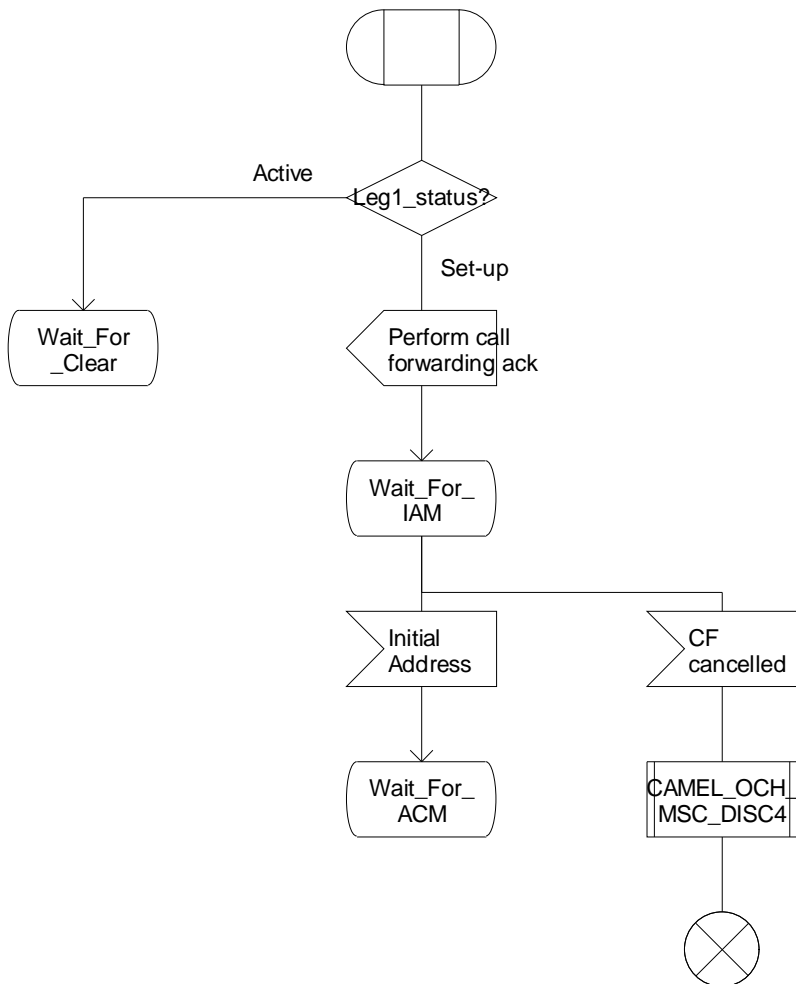 Active
Leg1_status?
Set-up
Wait_For
_Clear
Perform call
forwarding ack
Wait_For_
IAM
Initial
Address
CF
cancelled
Wait_For_
ACM
CAMEL_OCH_
MSC_DISC4